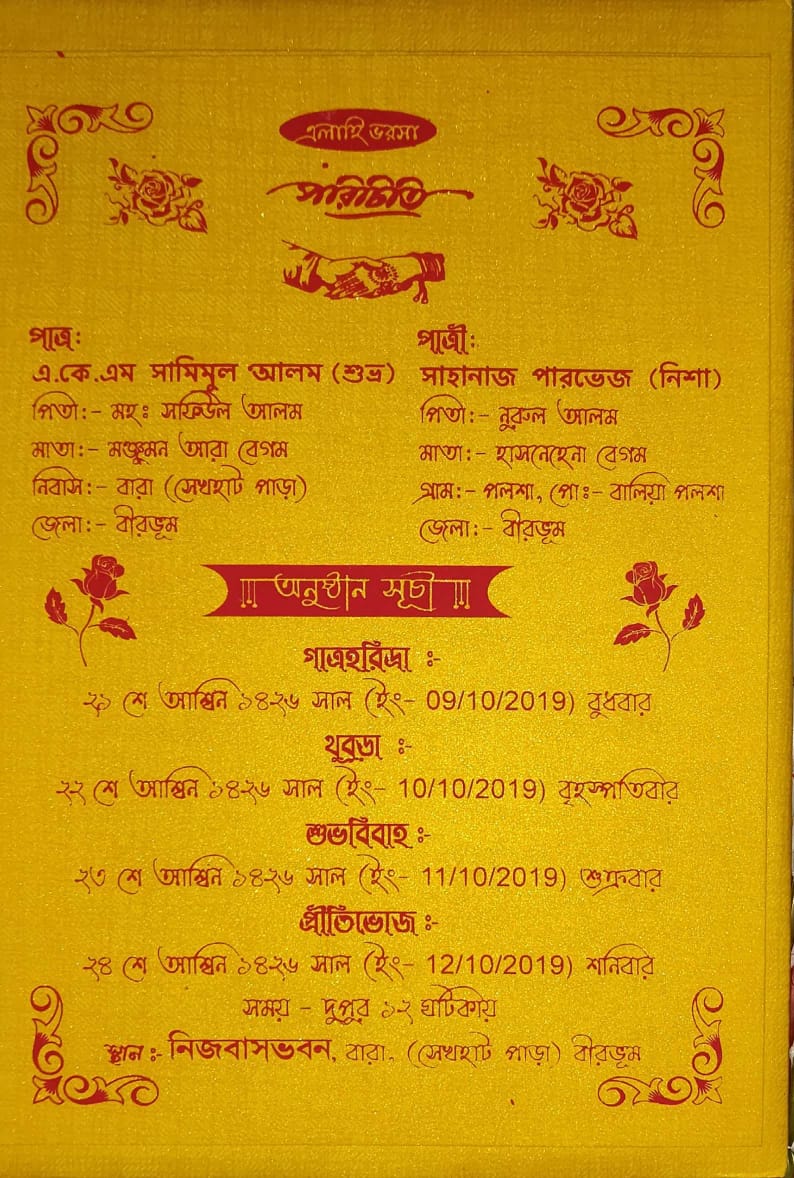 এলাহি ভরসা
পরিচিতি
পাত্র:
এ.কে.এম সামিমুল আলম (শুভ্র)
পিতা:- মহঃ সফিউল আলম
মাতা:- মঞ্জুমন আরা বেগম
নিবাস:- বারা (সেখহাট পাড়া)
জেলা:- বীরভূম
পাত্রী:
সাহানাজ পারভেজ (নিশা)
পিতা:- নুরুল আলম
মাতা:- হাসনেহেনা বেগম
গ্রাম:- পলশা, পোঃ- বালিয়া পলশা
জেলা:- বীরভূম
অনুষ্ঠান সূচী
গাত্রহরিদ্রা :-
২১ শে আশ্বিন ১৪২৬ সাল (ইং- 09/10/2019) বুধবার
থুবুড়া :-
২২ শে আশ্বিন ১৪২৬ সাল (ইং- 10/10/2019) বৃহস্পতিবার
শুভবিবাহ :-
২৩ শে আশ্বিন ১৪২৬ সাল (ইং- 11/10/2019) শুক্রবার
প্রীতিভোজ :-
২৪ শে আশ্বিন ১৪২৬ সাল (ইং- 12/10/2019) শনিবার
সময় - দুপুর ১২ ঘটিকায়
স্থান :- নিজবাসভবন, বারা, (সেখহাট পাড়া) বীরভূম